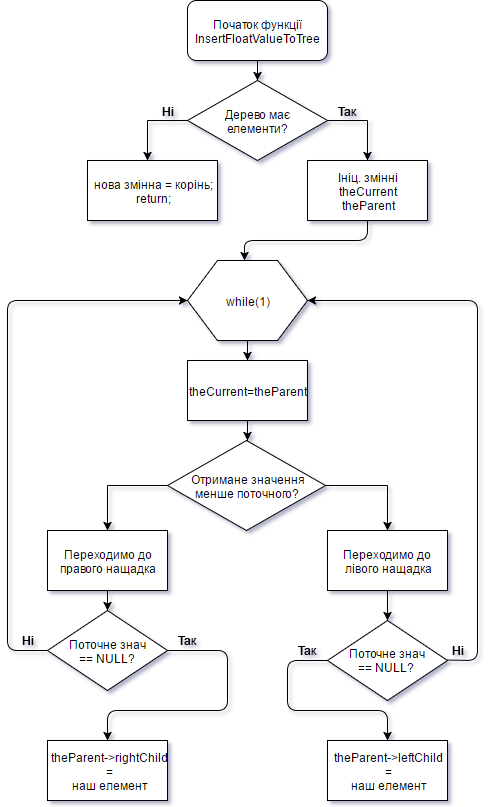 Початок функції
InsertFloatValueToTree
Дерево має
елементи?
Ні
Так
нова змінна = корінь;
return;
Ініц. змінні
theCurrent
theParent
while(1)
theCurrent=theParent
Отримане значення
менше поточного?
Переходимо до
правого нащадка
Переходимо до
лівого нащадка
Ні
Поточне знач
== NULL?
Так
Так
Поточне знач
== NULL?
Ні
theParent->rightChild
=
наш елемент
theParent->leftChild
=
наш елемент